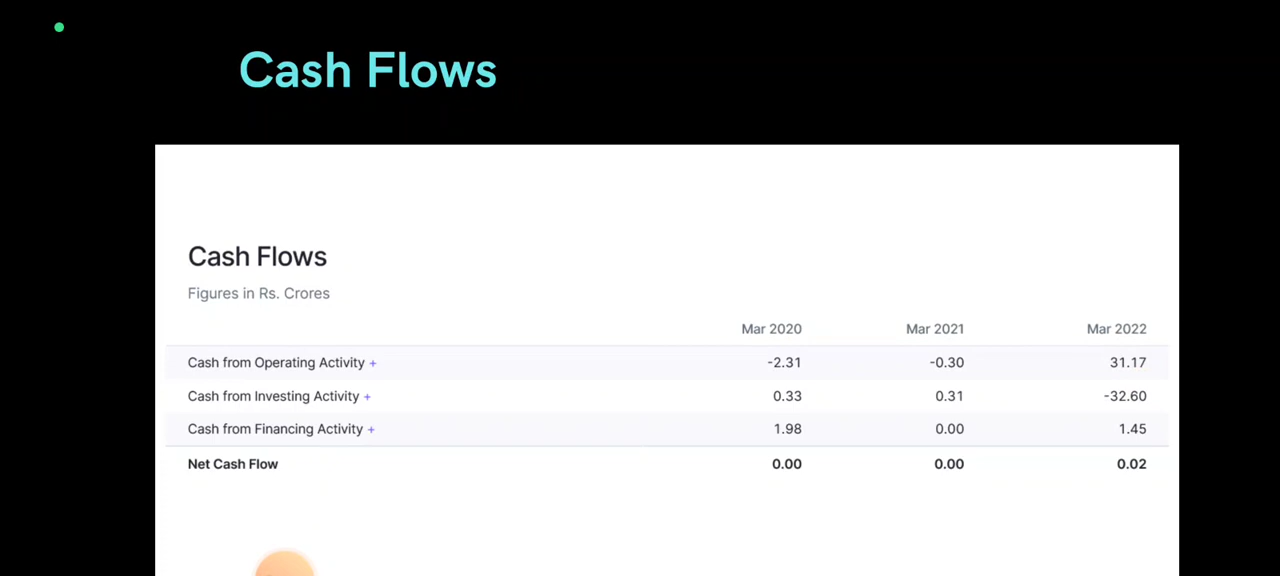 Cash Flows
Cash Flows
Figures in Rs. Crores
Mar 2020 Mar 2021 Mar 2022
Cash from Operating Activity + -2.31 -0.30 31.17
Cash from Investing Activity + 0.33 0.31 -32.60
Cash from Financing Activity + 1.98 0.00 1.45
Net Cash Flow 0.00 0.00 0.02